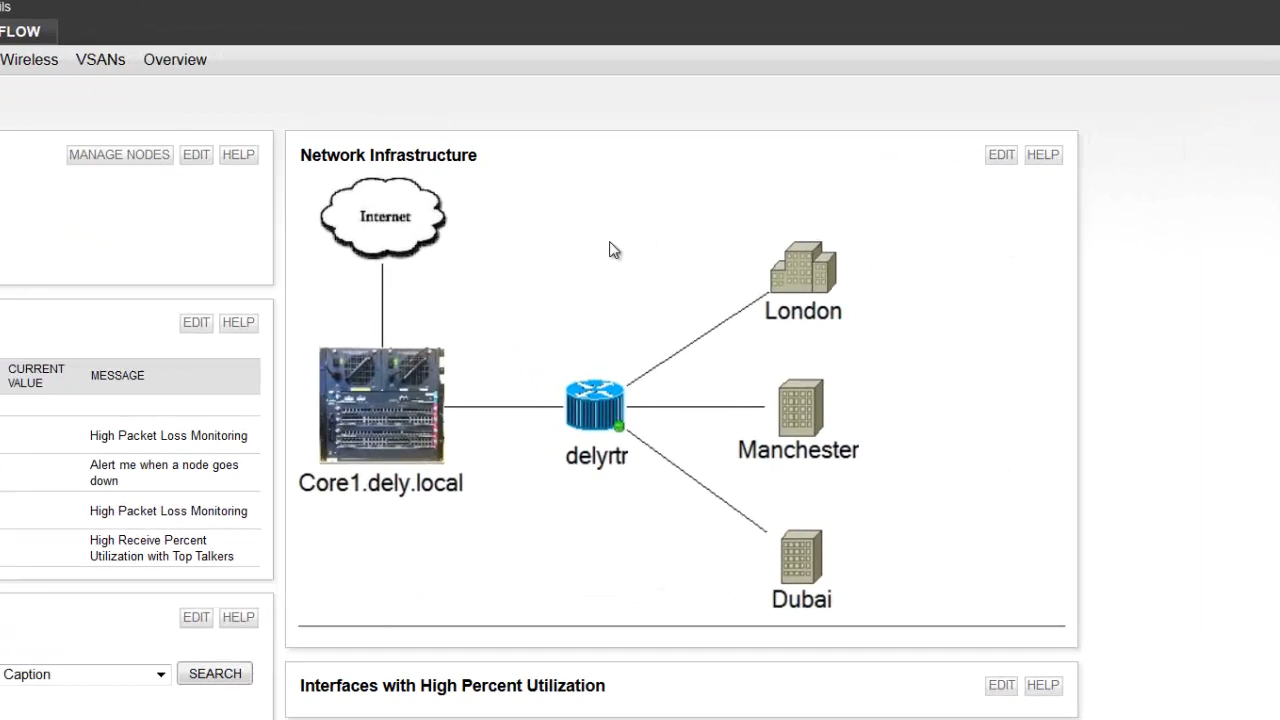 ils
FLOW
Wireless VSANs Overview
MANAGE NODES EDIT HELP
EDIT HELP
CURRENT
VALUE
MESSAGE
High Packet Loss Monitoring
Alert me when a node goes
down
High Packet Loss Monitoring
High Receive Percent
Utilization with Top Talkers
EDIT HELP
Caption SEARCH
Network Infrastructure EDIT HELP
Internet
London
Core1.dely.local
delyrtr
Manchester
Dubai
Interfaces with High Percent Utilization EDIT HELP